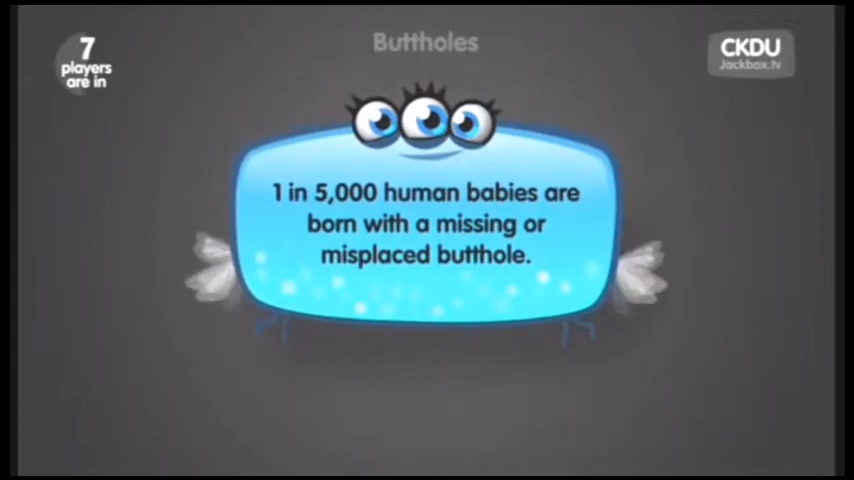 Buttholes
7
players
are in
CKDU
Jackbox.tv
1 in 5,000 human babies are
born with a missing or
misplaced butthole.